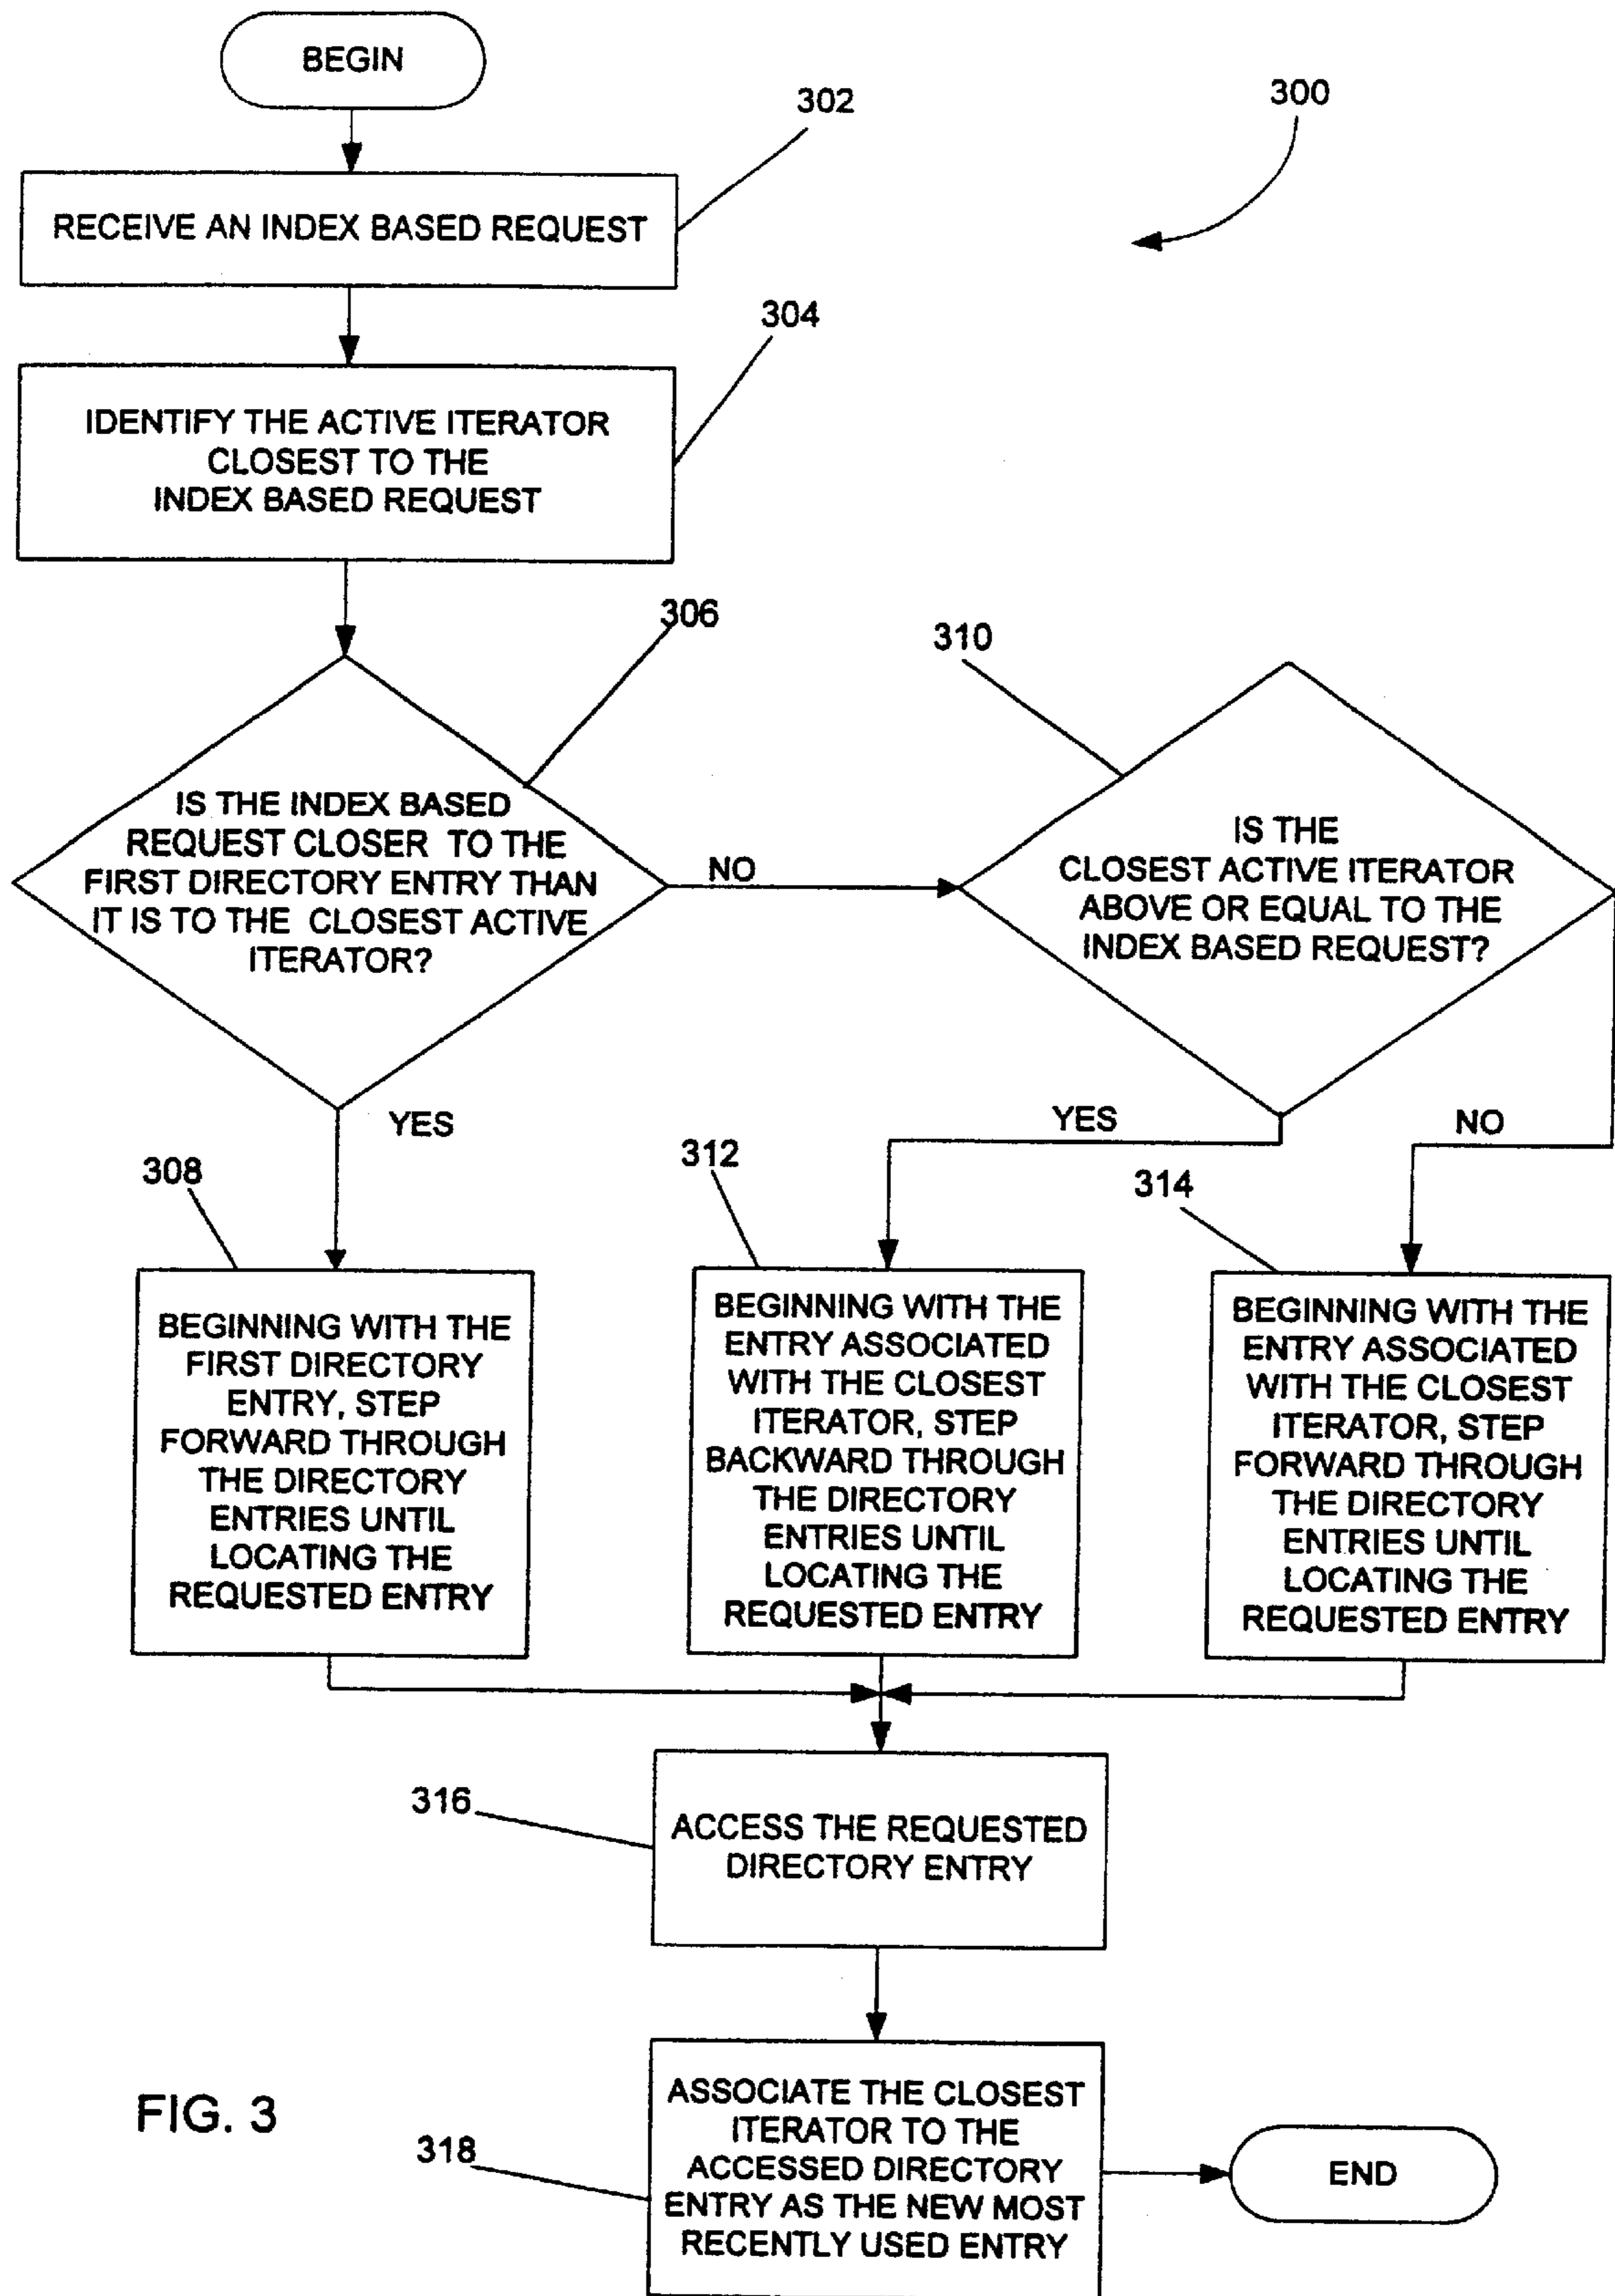 BEGIN
302
300
RECEIVE AN INDEX BASED REQUEST
304
IDENTIFY THE ACTIVE ITERATOR
CLOSEST TO THE
INDEX BASED REQUEST
306
310
IS THE INDEX BASED
REQUEST CLOSER TO THE
FIRST DIRECTORY ENTRY THAN
IT IS TO THE CLOSEST ACTIVE
ITERATOR?
NO
IS THE
CLOSEST ACTIVE ITERATOR
ABOVE OR EQUAL TO THE
INDEX BASED REQUEST?
YES
YES
NO
308
312
314
BEGINNING WITH THE
FIRST DIRECTORY
ENTRY, STEP
FORWARD THROUGH
THE DIRECTORY
ENTRIES UNTIL
LOCATING THE
REQUESTED ENTRY
BEGINNING WITH THE
ENTRY ASSOCIATED
WITH THE CLOSEST
ITERATOR, STEP
BACKWARD THROUGH
THE DIRECTORY
ENTRIES UNTIL
LOCATING THE
REQUESTED ENTRY
BEGINNING WITH THE
ENTRY ASSOCIATED
WITH THE CLOSEST
ITERATOR, STEP
FORWARD THROUGH
THE DIRECTORY
ENTRIES UNTIL
LOCATING THE
REQUESTED ENTRY
316
ACCESS THE REQUESTED
DIRECTORY ENTRY
FIG. 3
318
ASSOCIATE THE CLOSEST
ITERATOR TO THE
ACCESSED DIRECTORY
ENTRY AS THE NEW MOST
RECENTLY USED ENTRY
END